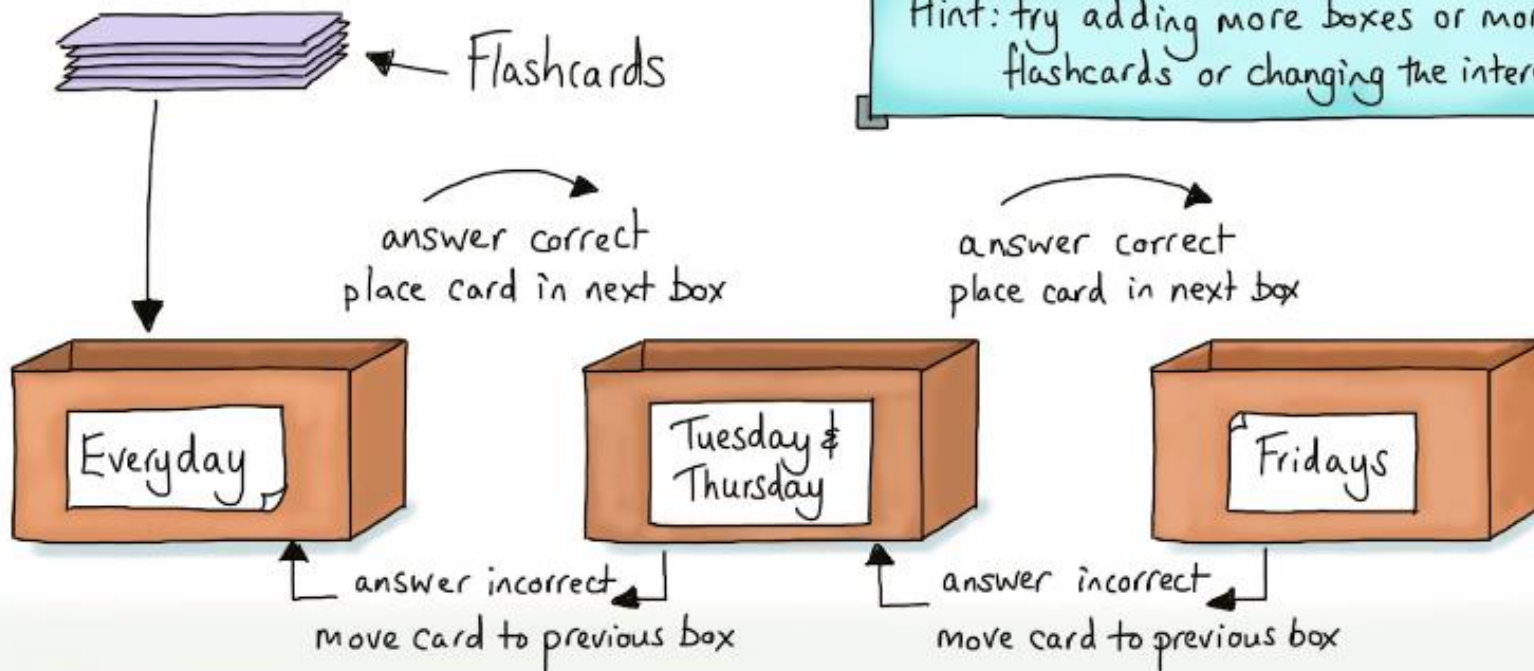 Hint: try adding more boxes or
flashcards or changing the
Flashcards
answer correct
place card in next box
answer correct
place card in next box
Everyday
Tuesday &
Thursday
Fridays
answer incorrect
move card to previous box
answer incorrect
move card to previous box